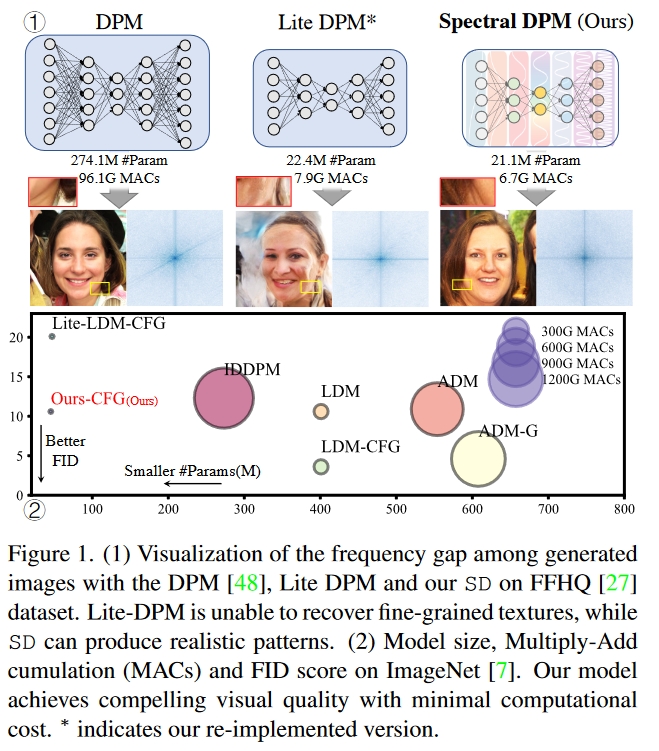 ①
DPM
Lite DPM*
Spectral DPM (Ours)
274.1M #Param
96.1G MACs
22.4M #Param
7.9G MACs
21.1M #Param
6.7G MACs
20
15
10
5
0
Lite-LDM-CFG
Ours-CFG(Ours)
Better
FID
IDDPM
Smaller #Params(M)
LDM
LDM-CFG
ADM
ADM-G
300G MACs
600G MACs
900G MACs
1200G MACs
②
100
200
300
400
500
600
700
800
Figure 1. (1) Visualization of the frequency gap among generated
images with the DPM [48], Lite DPM and our SD on FFHQ [27]
dataset. Lite-DPM is unable to recover fine-grained textures, while
SD can produce realistic patterns. (2) Model size, Multiply-Add
cumulation (MACs) and FID score on ImageNet [7]. Our model
achieves compelling visual quality with minimal computational
cost. * indicates our re-implemented version.